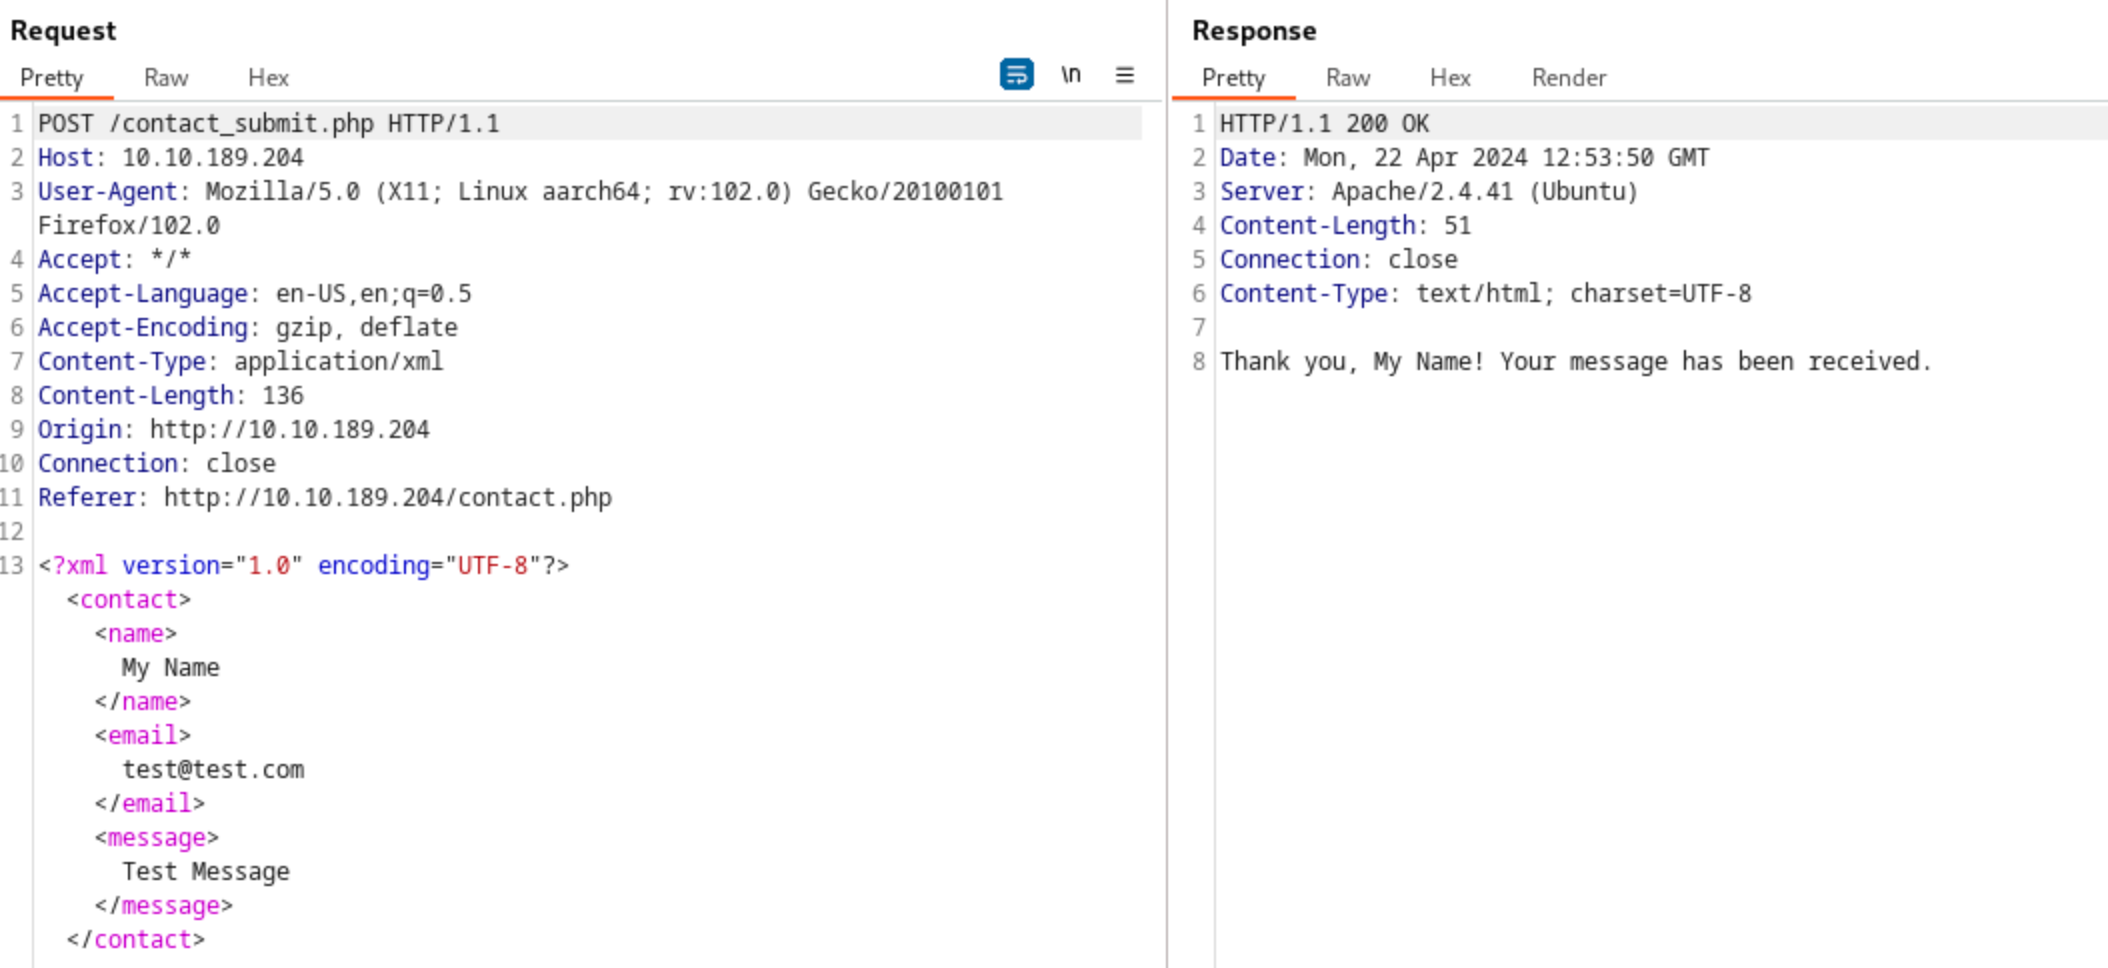 Request
Pretty Raw Hex \n
1 POST /contact_submit.php HTTP/1.1
2 Host: 10.10.189.204
3 User-Agent: Mozilla/5.0 (X11; Linux aarch64; rv:102.0) Gecko/20100101
Firefox/102.0
4 Accept: */*
5 Accept-Language: en-US,en;q=0.5
6 Accept-Encoding: gzip, deflate
7 Content-Type: application/xml
8 Content-Length: 136
9 Origin: http://10.10.189.204
10 Connection: close
11 Referer: http://10.10.189.204/contact.php
12
13 <?xml version="1.0" encoding="UTF-8"?>
<contact>
<name>
My Name
</name>
<email>
test@test.com
</email>
<message>
Test Message
</message>
</contact>
Response
Pretty Raw Hex Render
1 HTTP/1.1 200 OK
2 Date: Mon, 22 Apr 2024 12:53:50 GMT
3 Server: Apache/2.4.41 (Ubuntu)
4 Content-Length: 51
5 Connection: close
6 Content-Type: text/html; charset=UTF-8
7
8 Thank you, My Name! Your message has been received.